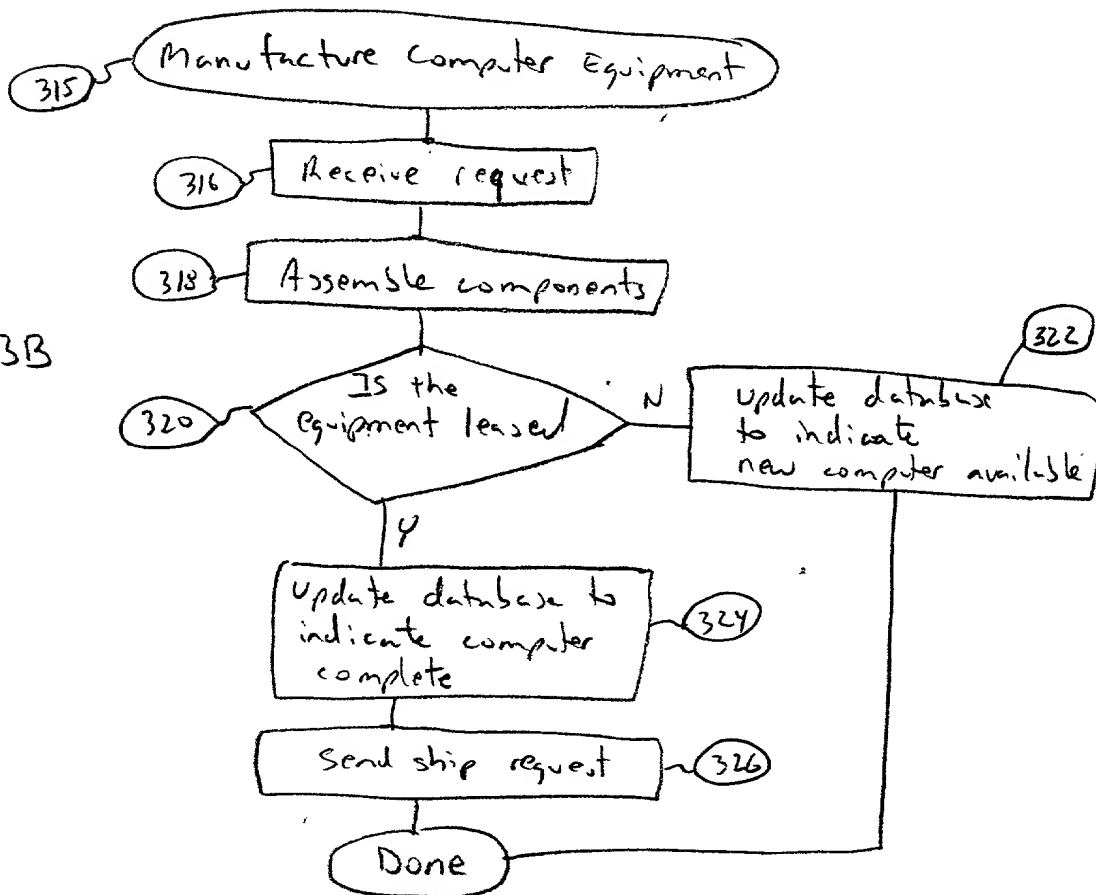 Manufacture Computer Equipment
315
Receive request
316
Assemble components
318
3B
Is the
equipment leased
320
N
update database
to indicate
new computer available
322
Y
update database to
indicate computer
complete
324
Send ship request
326
Done